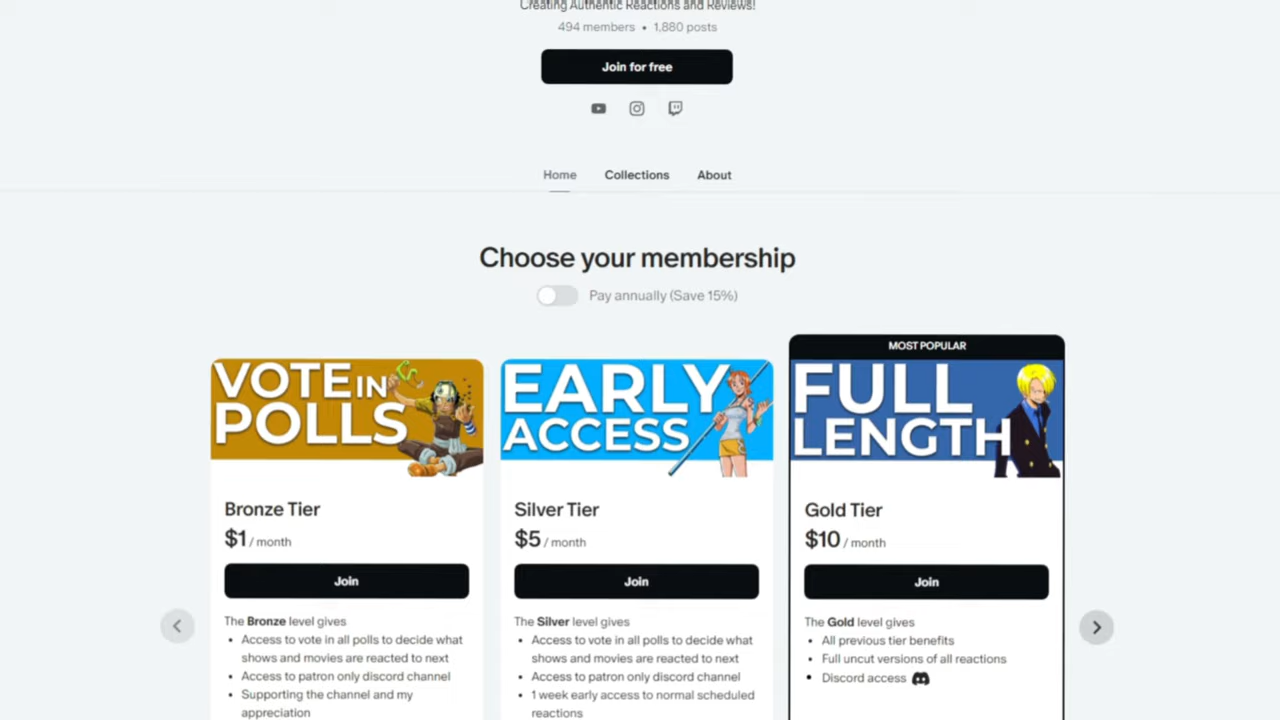 Creating Authentic Reactions and Reviews!
494 members • 1,880 posts
Join for free
Home Collections About
Choose your membership
Pay annually (Save 15%)
VOTE IN
POLLS
Bronze Tier
$1 / month
Join
The Bronze level gives
• Access to vote in all polls to decide what
shows and movies are reacted to next
• Access to patron only discord channel
• Supporting the channel and my
appreciation
EARLY
ACCESS
Silver Tier
$5 / month
Join
The Silver level gives
• Access to vote in all polls to decide what
shows and movies are reacted to next
• Access to patron only discord channel
• 1 week early access to normal scheduled
reactions
MOST POPULAR
FULL
LENGTH
Gold Tier
$10 / month
Join
The Gold level gives
• All previous tier benefits
• Full uncut versions of all reactions
• Discord access